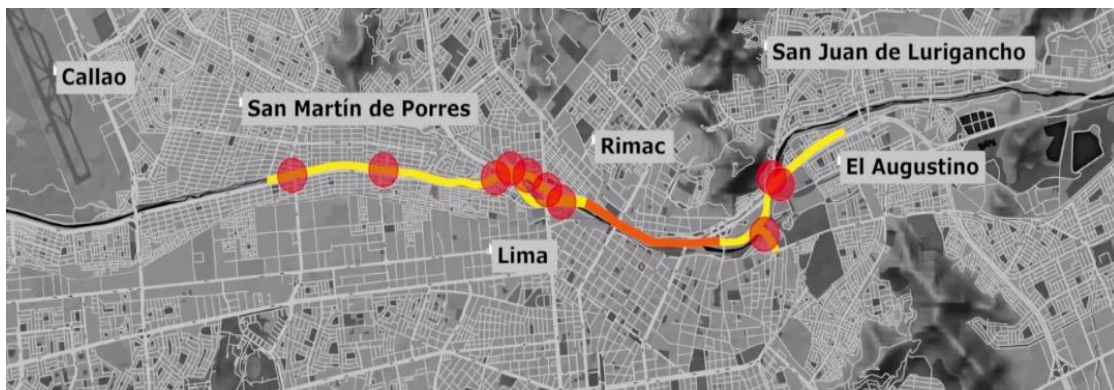 San Juan de Lurigancho
Callao
San Martín de Porres
Rimac
El Augustino
Lima